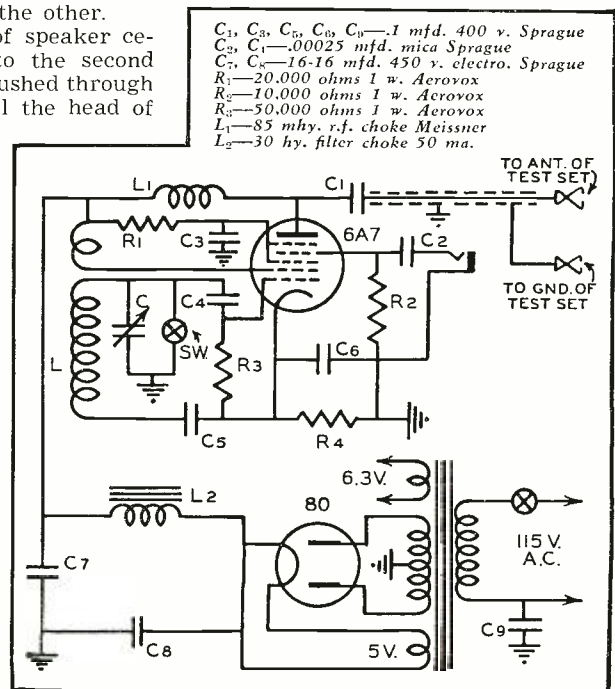 the other.
of speaker ce-
to the second
ushed through
l the head of
C1, C3, C5, C6, C9—.1 mfd. 400 v. Sprague
C2, C1—.00025 mfd. mica Sprague
C7, C8—16-16 mfd. 450 v. electro. Sprague
R1—20,000 ohms 1 w. Aerovox
R2—10,000 ohms 1 w. Aerovox
R3—50,000 ohms 1 w. Aerovox
L1—85 mhy. r.f. choke Meissner
L2—30 hy. filter choke 50 ma.
TO ANT. OF
TEST SET)
L1
C1
R1
C3
6A7
C2
TO GND. OF
TEST SET
C
C4
R2
SW.
L
R3
C6
C5
R4
6.3V.
L2
80
115 V.
A.C.
C7
C8
5V.
C9